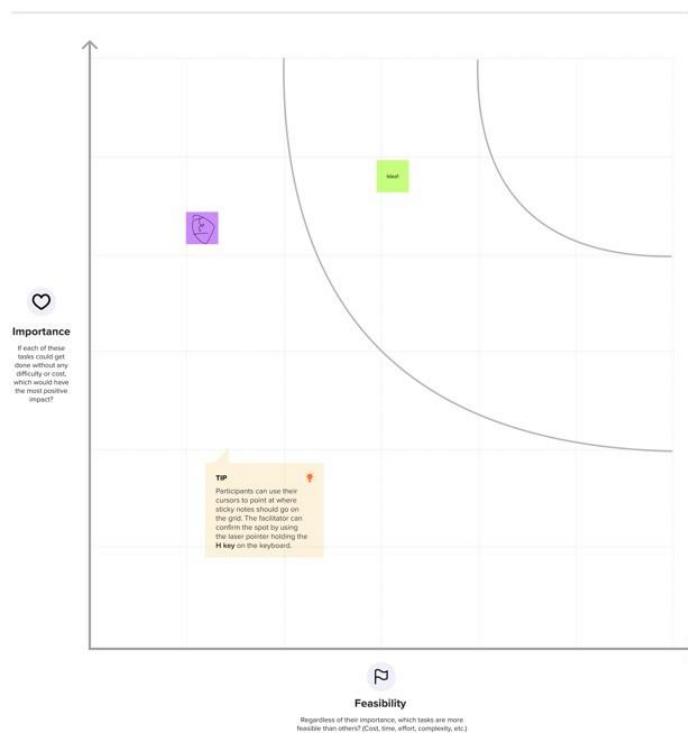 Idea!
Importance
If each of these
tasks could get
done without any
difficulty or cost,
which would have
the most positive
impact?
TIP
Participants can use their
cursors to point at where
sticky notes should go on
the grid. The facilitator can
confirm the spot by using
the laser pointer holding the
H key on the keyboard.
Feasibility
Regardless of their importance, which tasks are more
feasible than others? (Cost, time, effort, complexity, etc.)